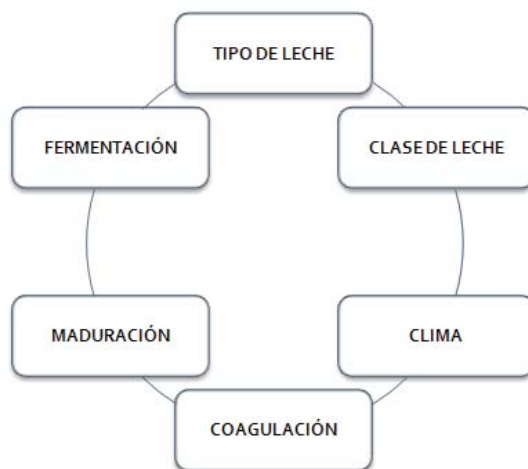 TIPO DE LECHE
CLASE DE LECHE
CLIMA
COAGULACIÓN
MADURACIÓN
FERMENTACIÓN